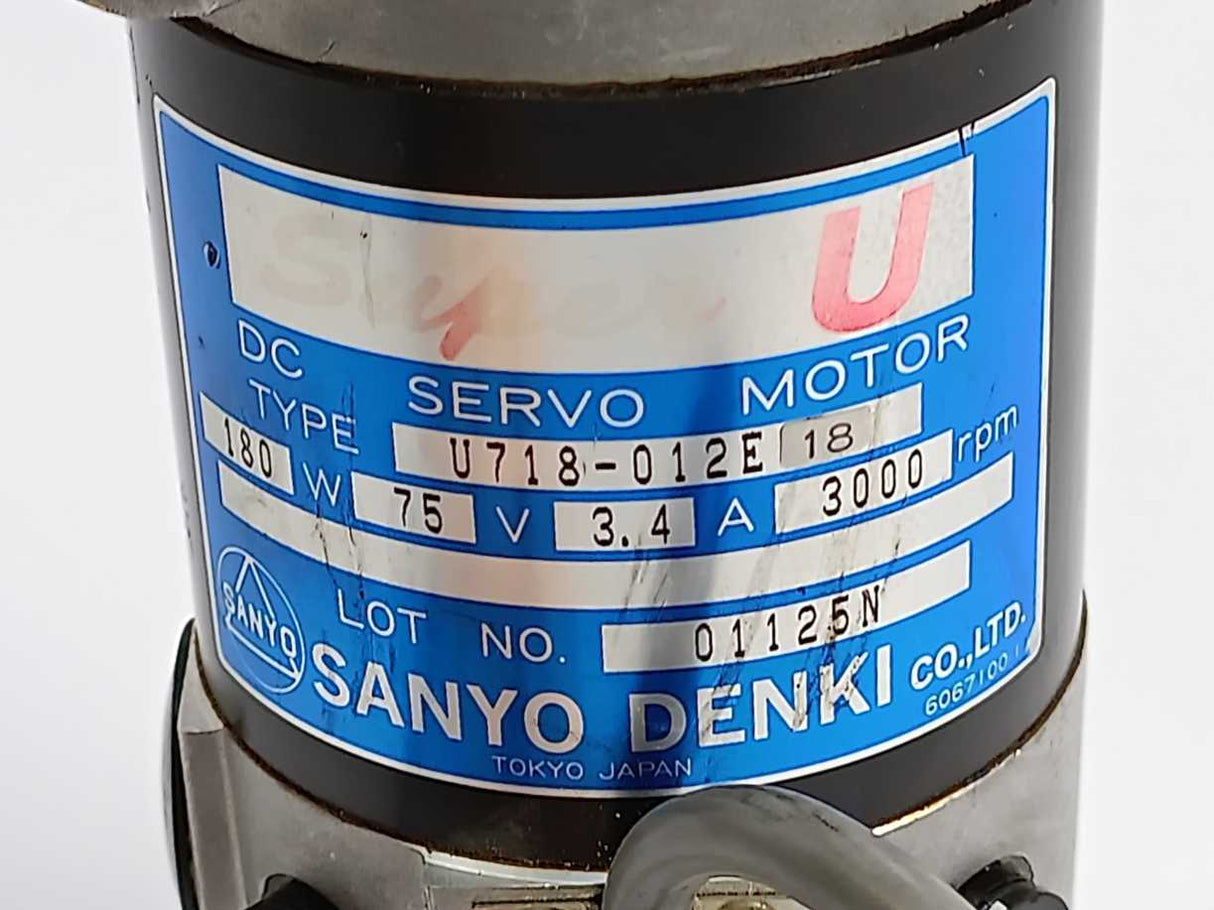 Super U
DC SERVO MOTOR
TYPE U718-012E 18
180 W 75 V 3.4 A 3000 rpm
LOT NO. 01125N
SANYO
SANYO DENKI CO.,LTD.
TOKYO JAPAN